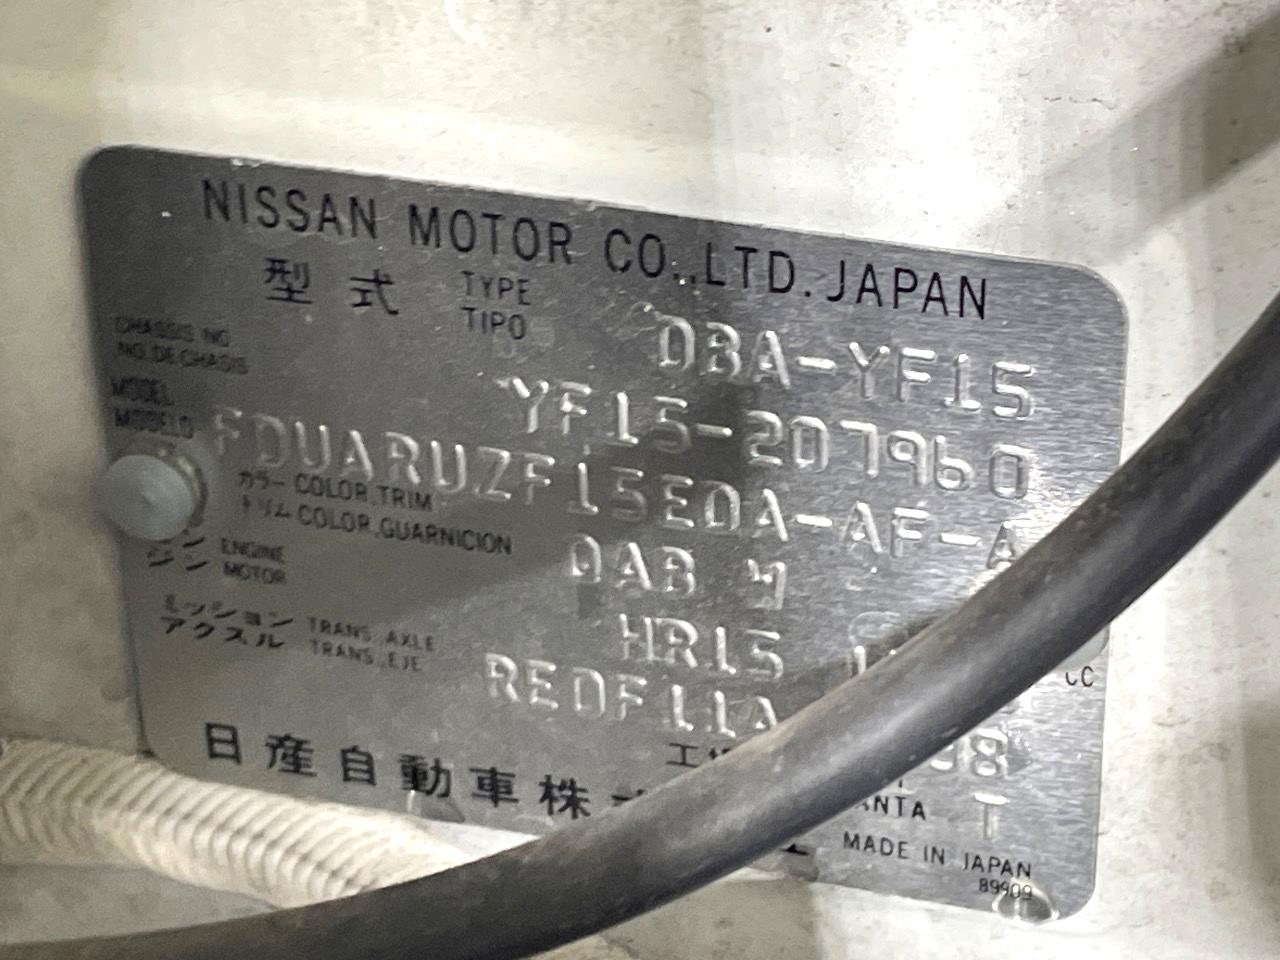 NISSAN MOTOR CO.,LTD.JAPAN
型式 TYPE TIPO DBA-YF15
CHASSIS NO
NO.DE CHASIS YF15-207960
MODEL
MODELO FDUARUZF15EDA-AF-A
カラー COLOR,TRIM
トリム COLOR,GUARNICION QAB
ENGINE
MOTOR HR15
ミッション TRANS.,AXLE
アクスル TRANS.,EJE REDF11A
CC
日産自動車株
T
MADE IN JAPAN
89909